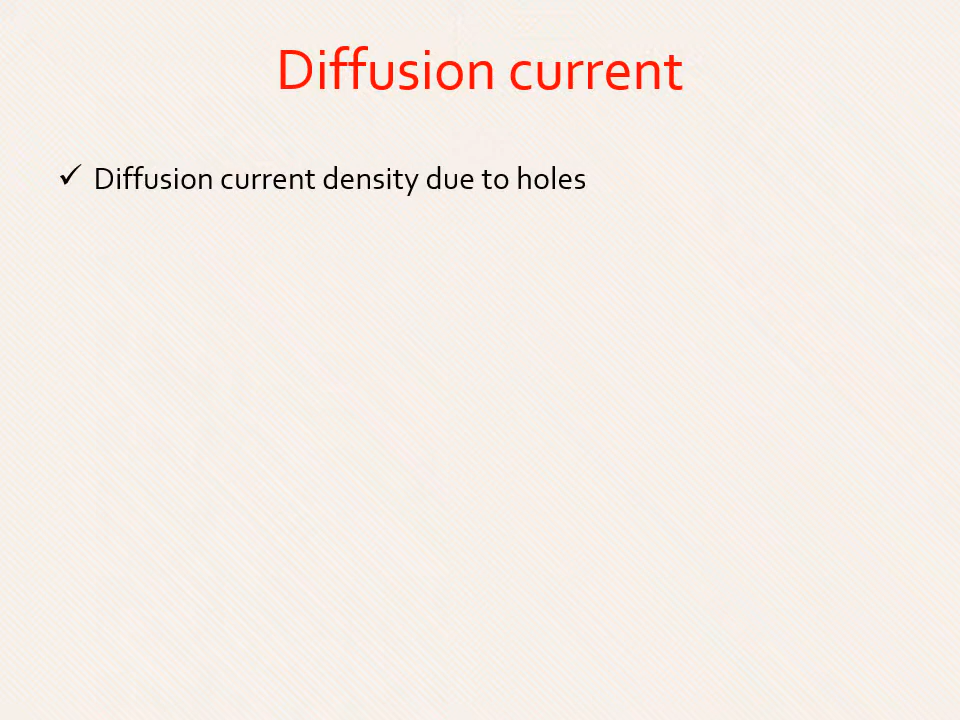 Diffusion current
✓ Diffusion current density due to holes